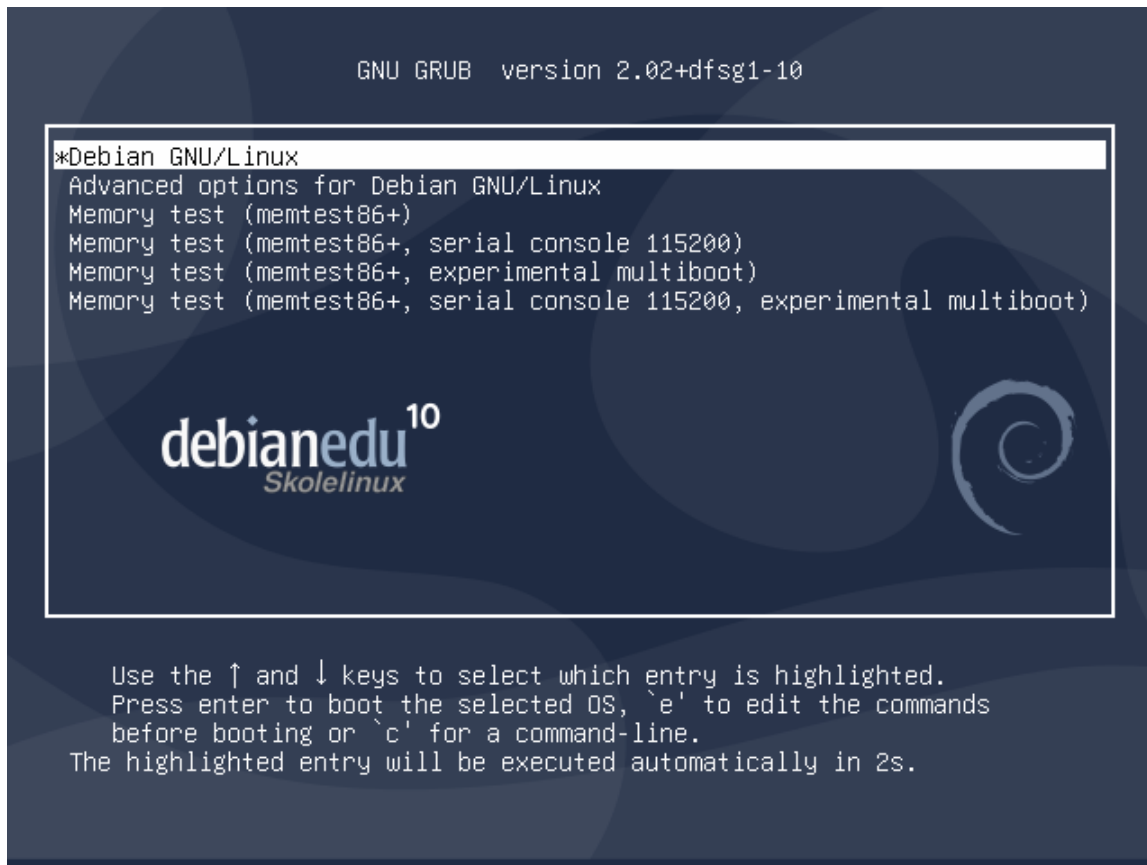 GNU GRUB  version 2.02+dfsg1-10
*Debian GNU/Linux
Advanced options for Debian GNU/Linux
Memory test (memtest86+)
Memory test (memtest86+, serial console 115200)
Memory test (memtest86+, experimental multiboot)
Memory test (memtest86+, serial console 115200, experimental multiboot)
debianedu10
Skolelinux
Use the ↑ and ↓ keys to select which entry is highlighted.
Press enter to boot the selected OS, `e' to edit the commands
before booting or `c' for a command-line.
The highlighted entry will be executed automatically in 2s.